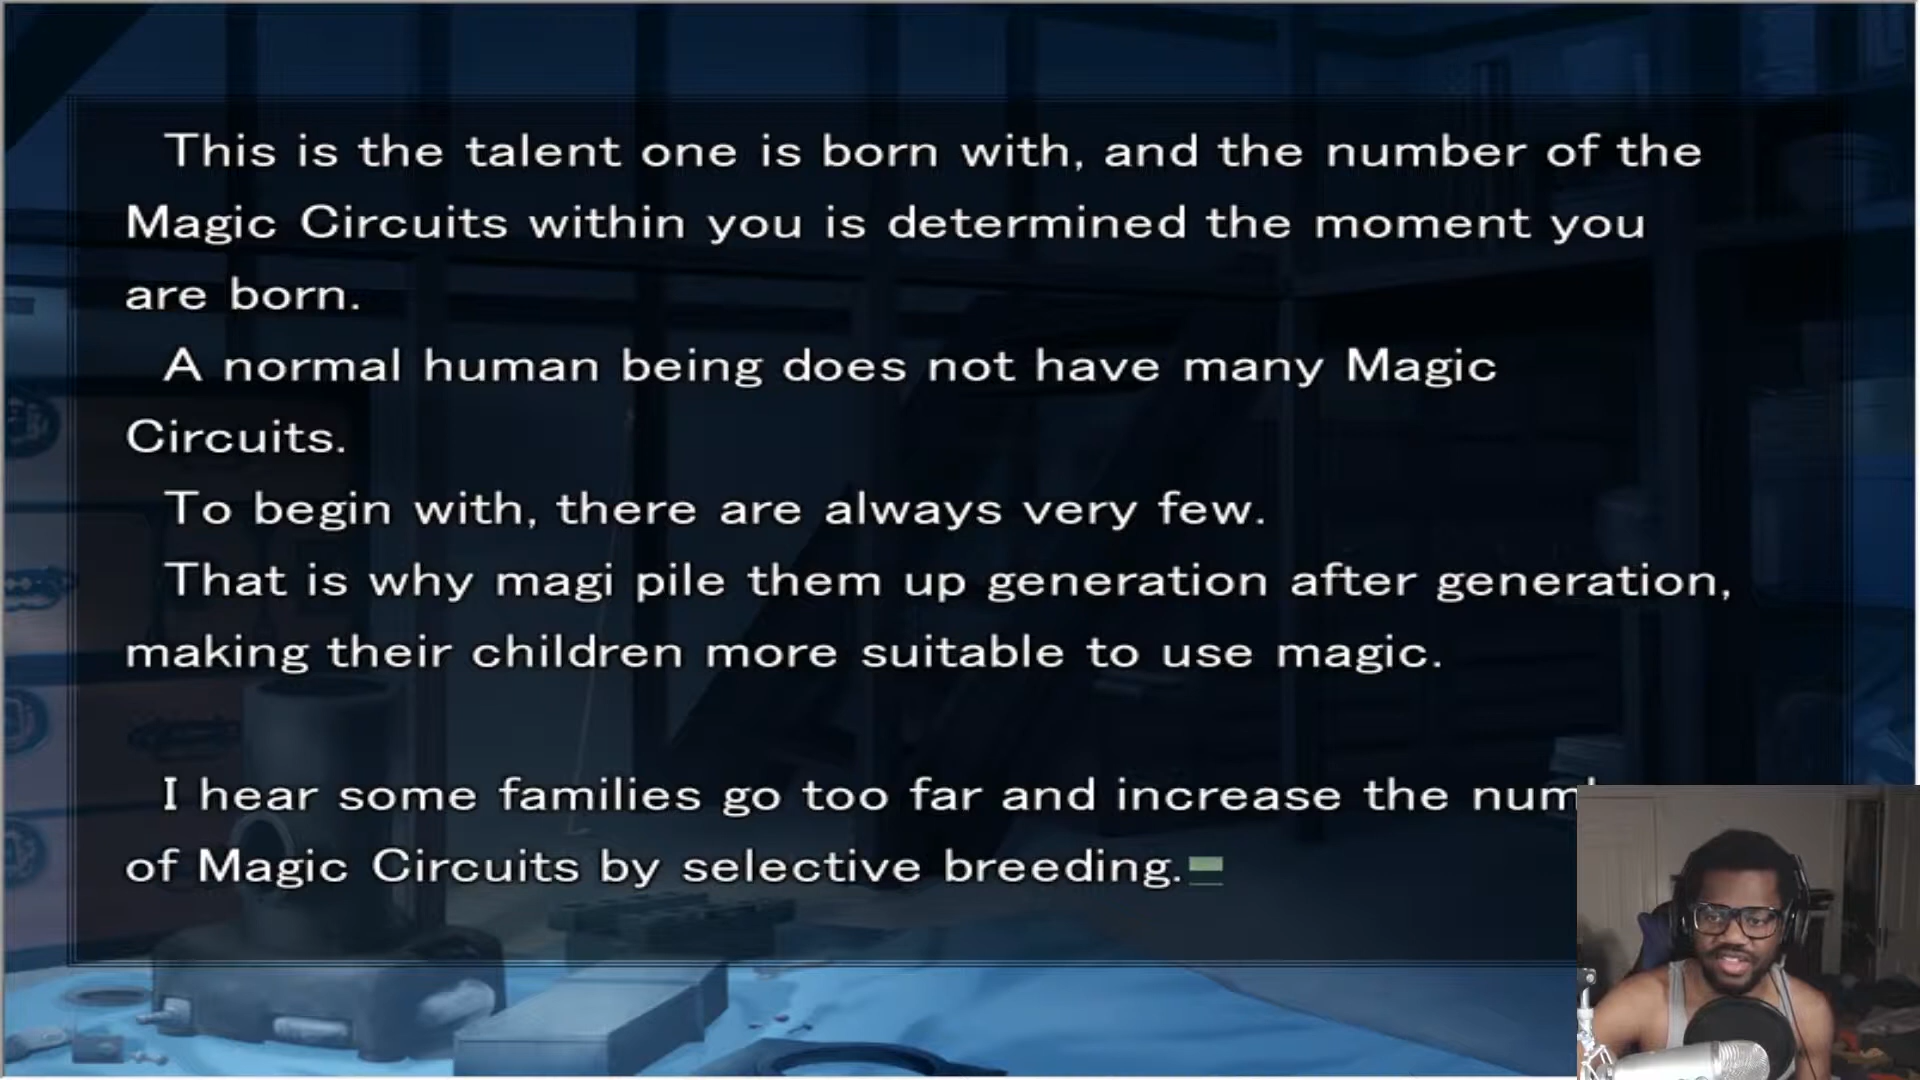 This is the talent one is born with, and the number of the
Magic Circuits within you is determined the moment you
are born.
A normal human being does not have many Magic
Circuits.
To begin with, there are always very few.
That is why magi pile them up generation after generation,
making their children more suitable to use magic.
I hear some families go too far and increase the
of Magic Circuits by selective breeding.